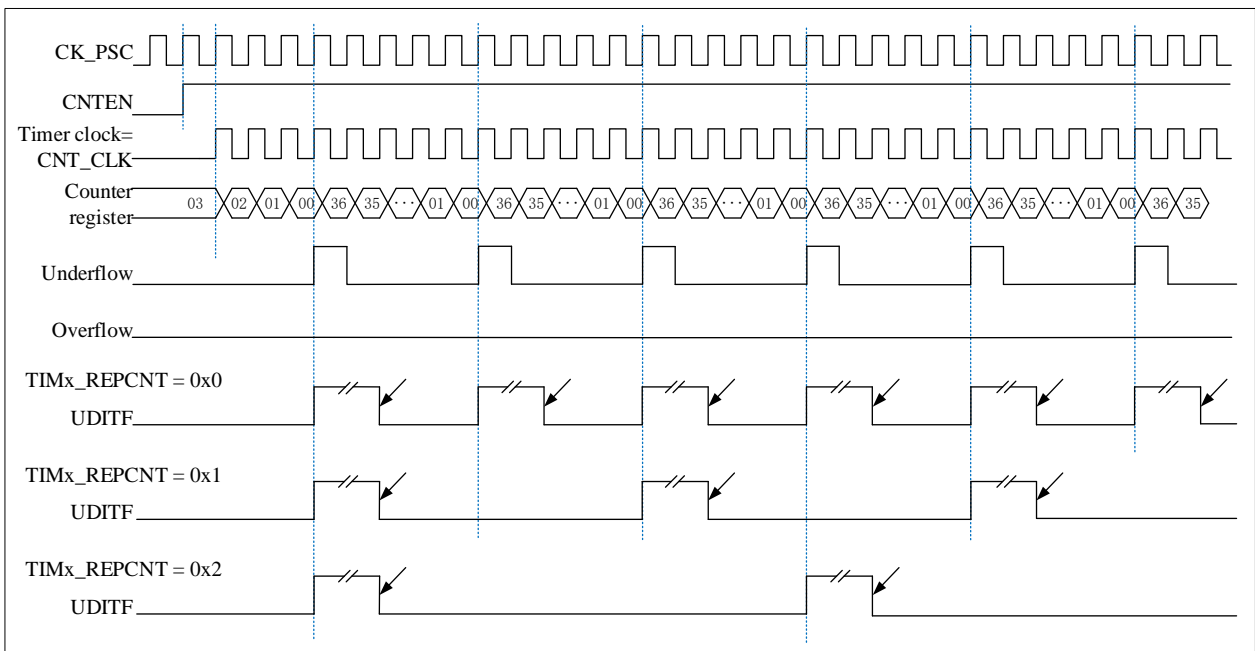 CK_PSC
CNTEN
Timer clock=
CNT_CLK
Counter
register
03 02 01 00 36 35 ··· 01 00 36 35 ··· 01 00 36 35 ··· 01 00 36 35 ··· 01 00 36 35 ··· 01 00 36 35
Underflow
Overflow
TIMx_REPCNT = 0x0
UDITF
TIMx_REPCNT = 0x1
UDITF
TIMx_REPCNT = 0x2
UDITF